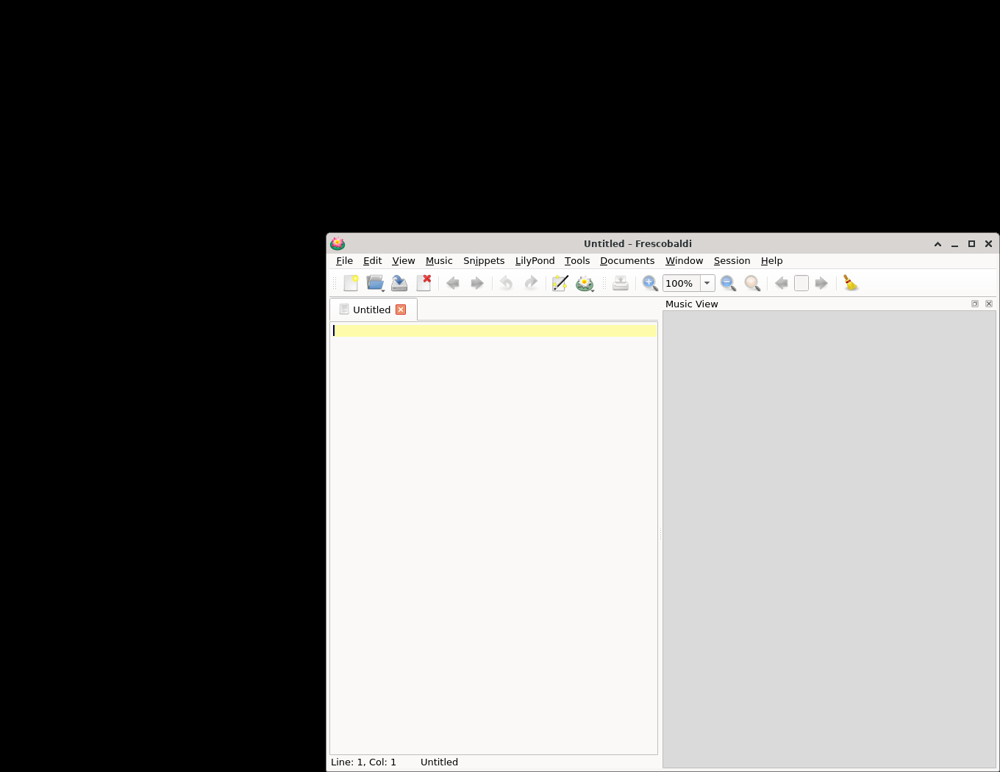 Untitled - Frescobaldi
File Edit View Music Snippets LilyPond Tools Documents Window Session Help
100%
Untitled
Music View
Line: 1, Col: 1 Untitled